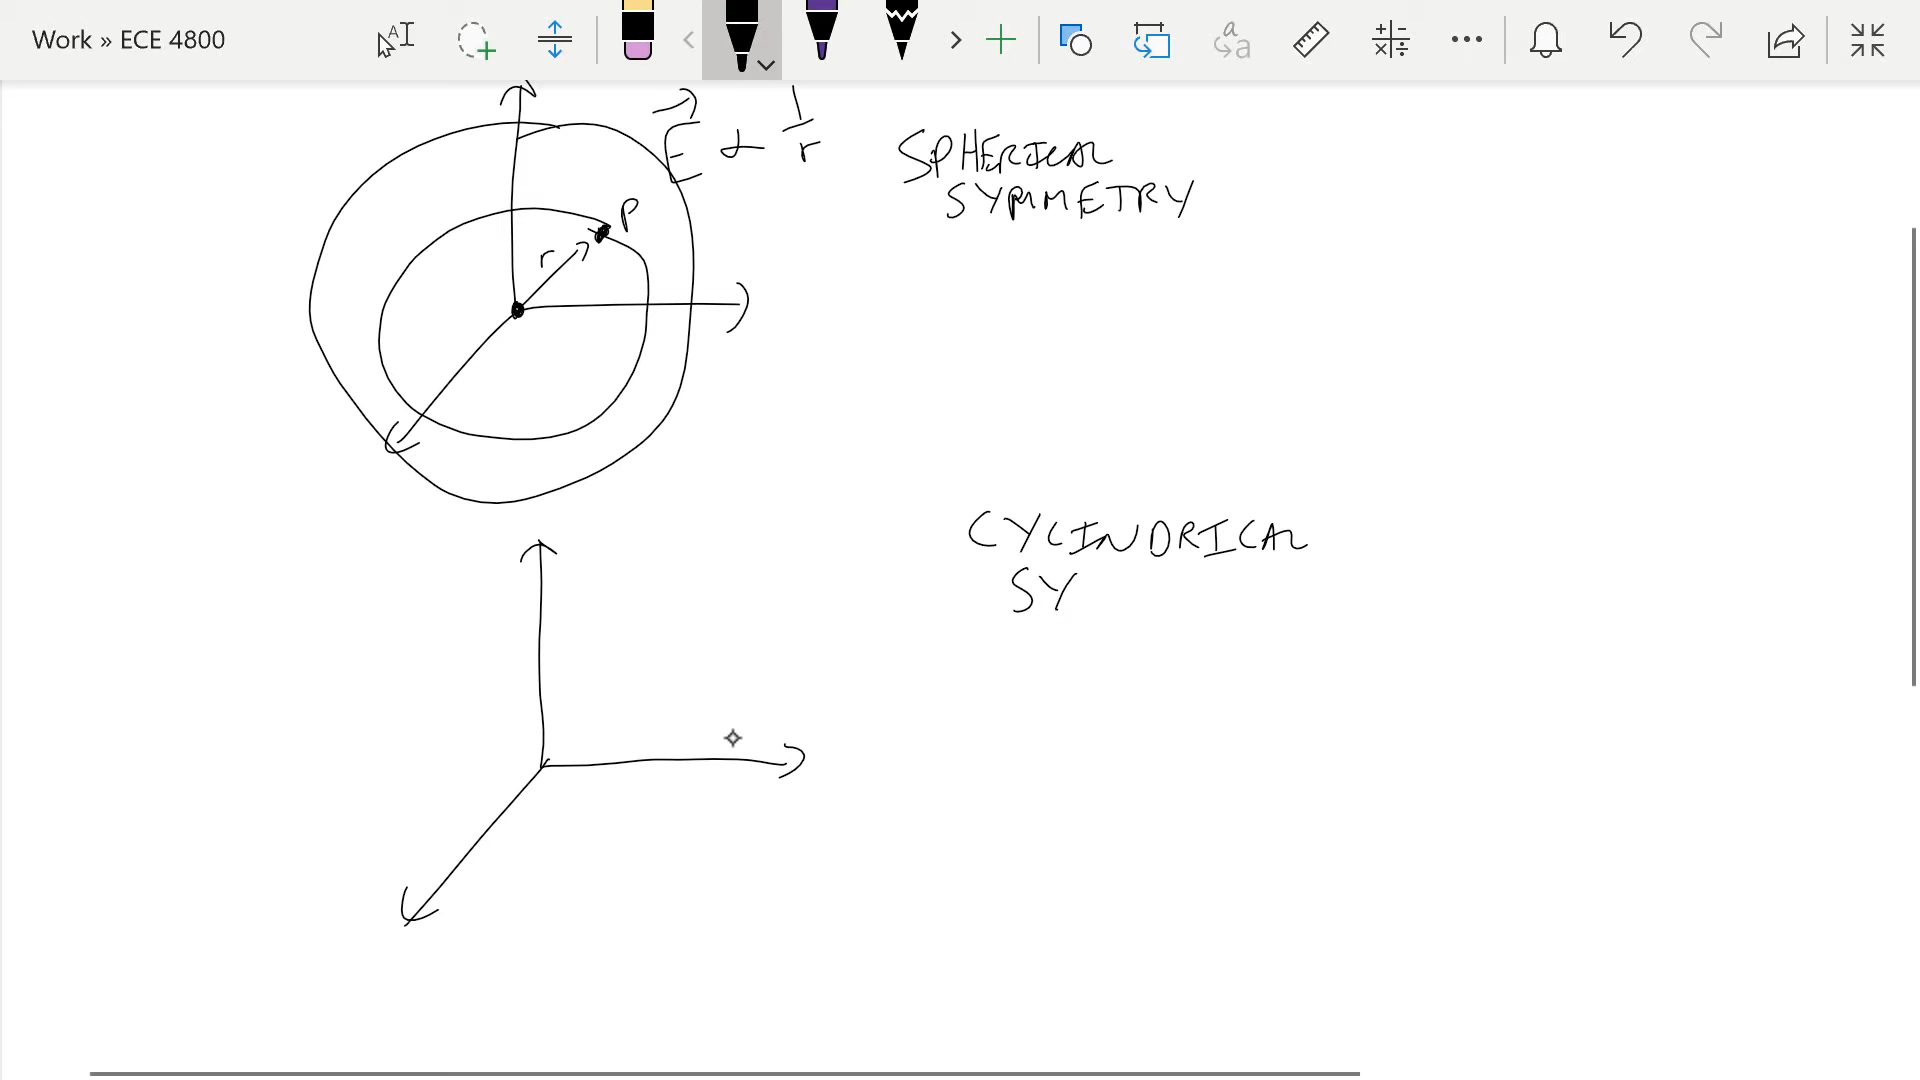 Work » ECE 4800
E⃗ ∝ 1/r
SPHERICAL
SYMMETRY
P
r
CYLINDRICAL
SY